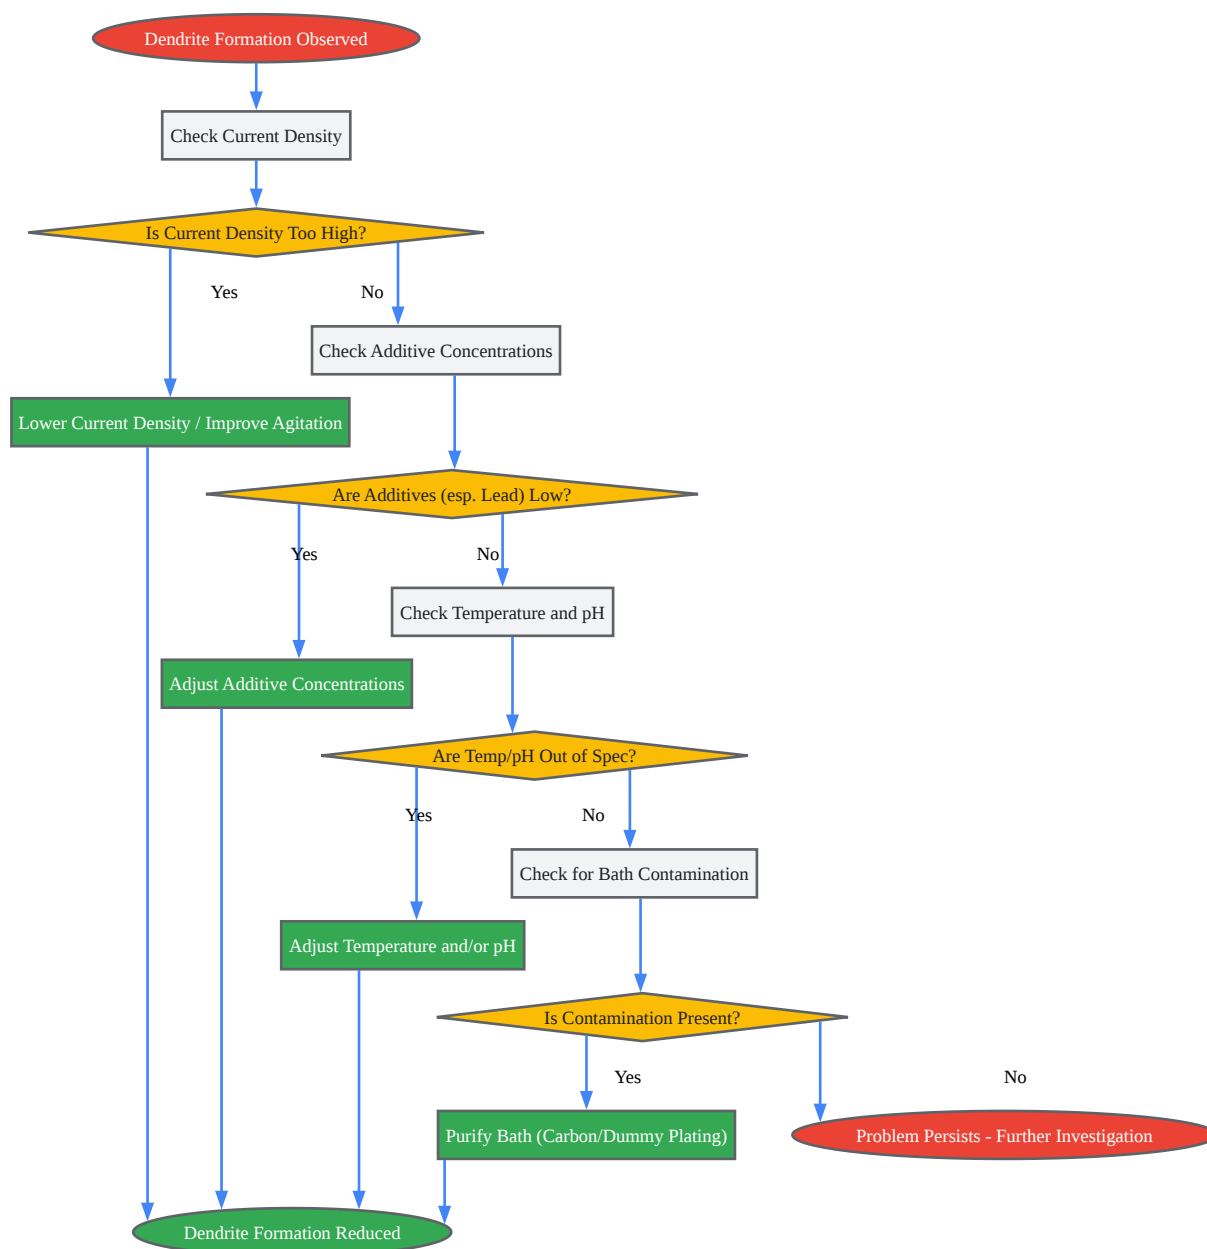 Dendrite Formation Observed
Check Current Density
Is Current Density Too High?
Yes
No
Check Additive Concentrations
Lower Current Density / Improve Agitation
Are Additives (esp. Lead) Low?
Yes
No
Check Temperature and pH
Adjust Additive Concentrations
Are Temp/pH Out of Spec?
Yes
No
Check for Bath Contamination
Adjust Temperature and/or pH
Is Contamination Present?
Yes
No
Purify Bath (Carbon/Dummy Plating)
Problem Persists - Further Investigation
Dendrite Formation Reduced